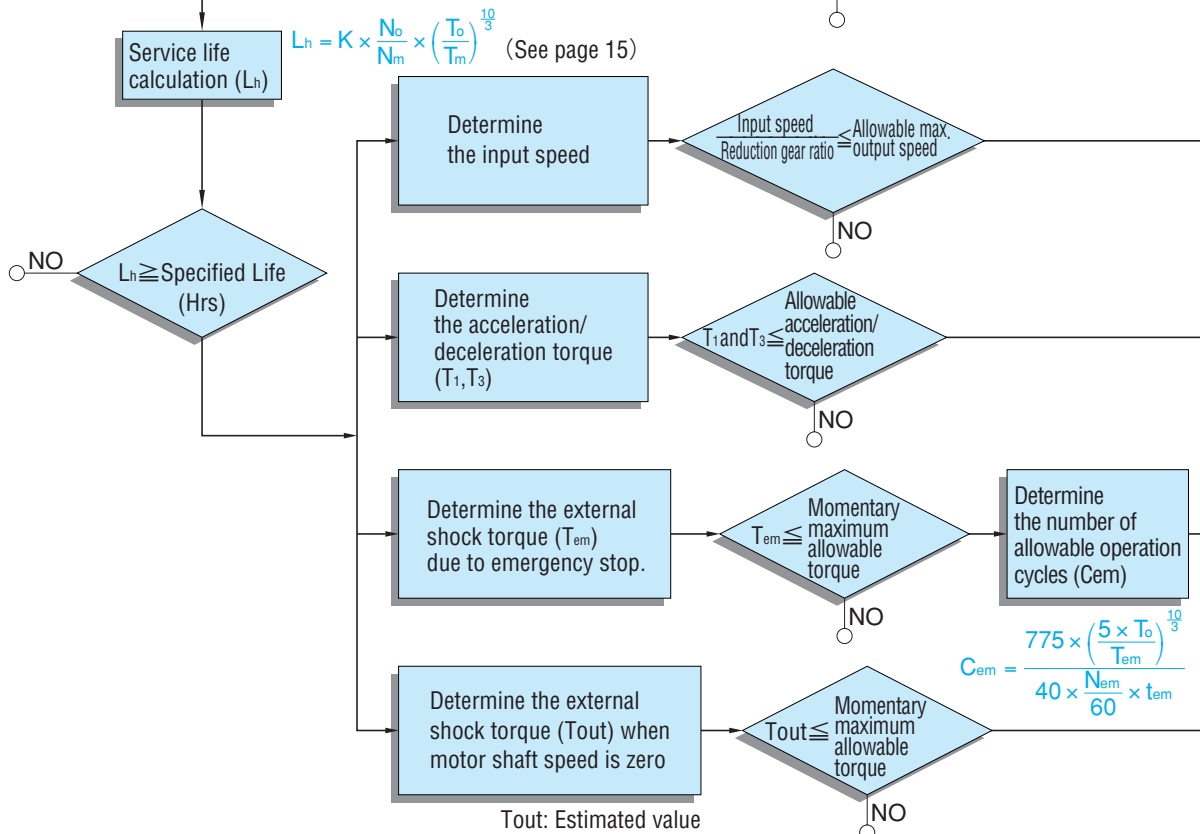 Service life
calculation (Lh)
Lh = K × No/Nm × (To/Tm)^10/3 (See page 15)
Determine
the input speed
Input speed
Reduction gear ratio
≦
Allowable max.
output speed
NO
NO
Lh≧Specified Life
(Hrs)
Determine
the acceleration/
deceleration torque
(T1,T3)
T1andT3≦
Allowable
acceleration/
deceleration
torque
NO
Determine the external
shock torque (Tem)
due to emergency stop.
Tem≦
Momentary
maximum
allowable
torque
NO
Determine
the number of
allowable operation
cycles (Cem)
Cem = 775 × (5 × To/Tem)^10/3 / 40 × Nem/60 × tem
Determine the external
shock torque (Tout) when
motor shaft speed is zero
Tout≦
Momentary
maximum
allowable
torque
NO
Tout: Estimated value